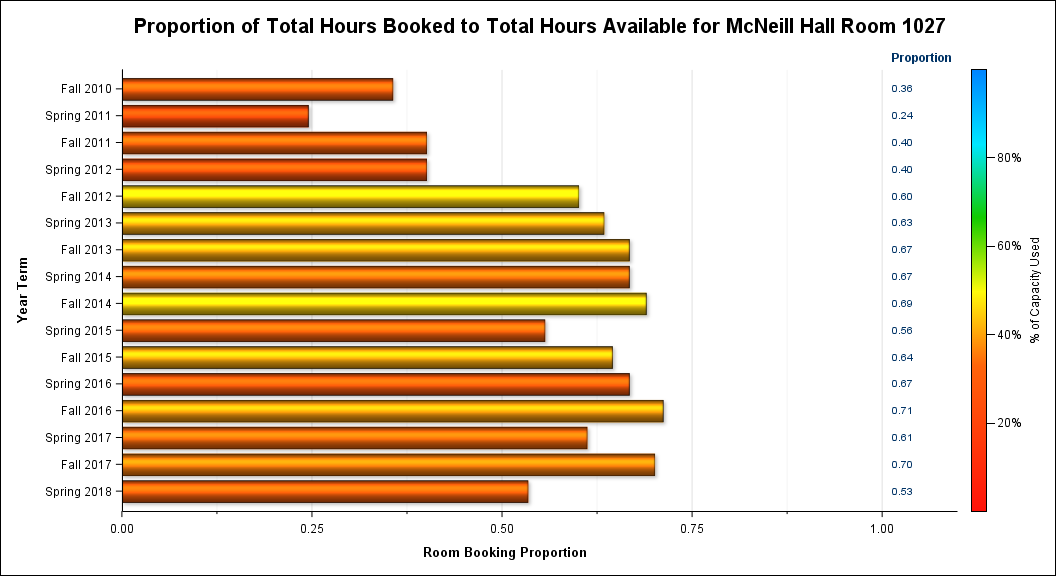 Proportion of Total Hours Booked to Total Hours Available for McNeill Hall Room 1027
Proportion
Fall 2010 0.36
Spring 2011 0.24
Fall 2011 0.40
Spring 2012 0.40
Fall 2012 0.60
Spring 2013 0.63
Fall 2013 0.67
Spring 2014 0.67
Fall 2014 0.69
Spring 2015 0.56
Fall 2015 0.64
Spring 2016 0.67
Fall 2016 0.71
Spring 2017 0.61
Fall 2017 0.70
Spring 2018 0.53
Year Term
0.00 0.25 0.50 0.75 1.00
Room Booking Proportion
80%
60%
40%
20%
% of Capacity Used